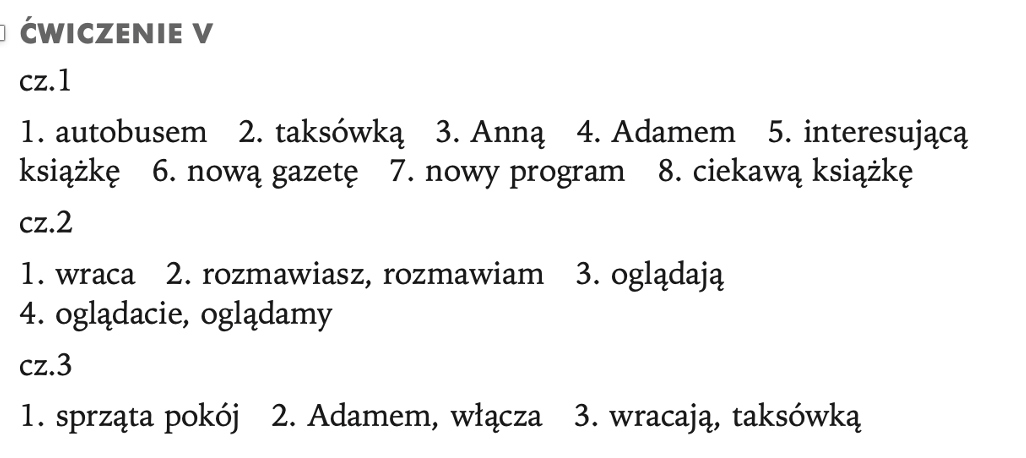 ĆWICZENIE V
cz.1
1. autobusem 2. taksówką 3. Anną 4. Adamem 5. interesującą
książkę 6. nową gazetę 7. nowy program 8. ciekawą książkę
cz.2
1. wraca 2. rozmawiasz, rozmawiam 3. oglądają
4. oglądacie, oglądamy
cz.3
1. sprząta pokój 2. Adamem, włącza 3. wracają, taksówką